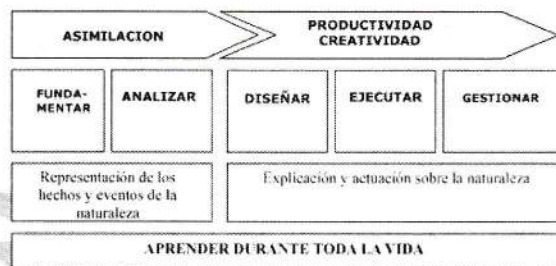 ASIMILACION
PRODUCTIVIDAD
CREATIVIDAD
FUNDA-
MENTAR
ANALIZAR
DISEÑAR
EJECUTAR
GESTIONAR
Representación de los
hechos y eventos de la
naturaleza
Explicación y actuación sobre la naturaleza
APRENDER DURANTE TODA LA VIDA